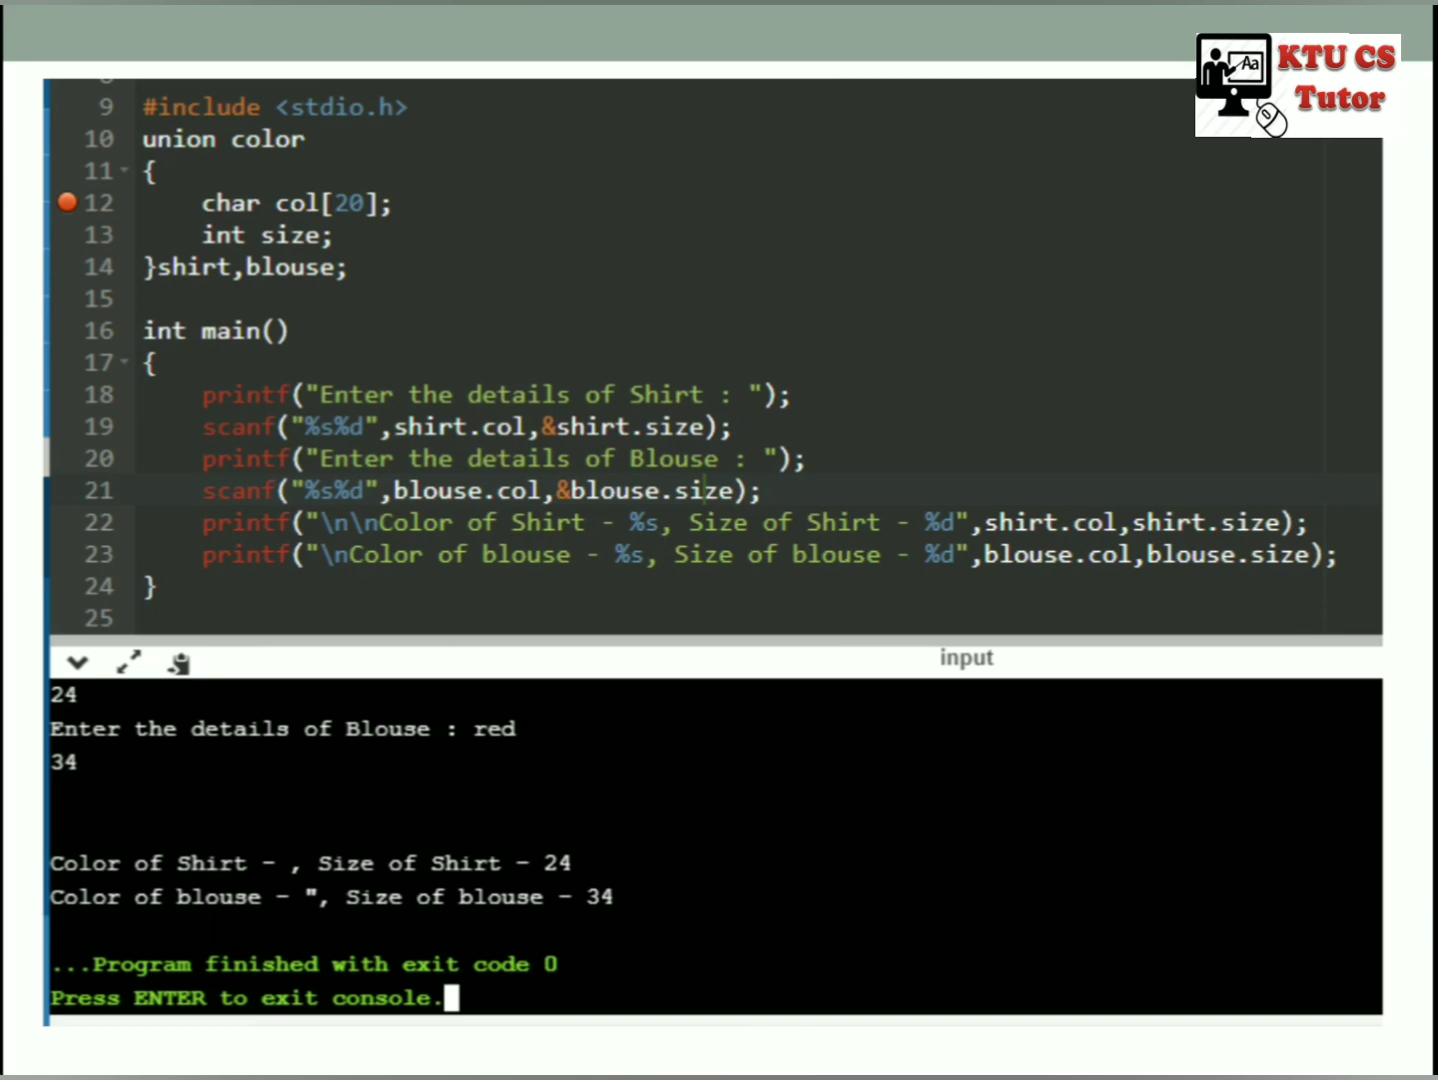 KTU CS
Tutor
Aa
9 #include <stdio.h>
10 union color
11 {
12 char col[20];
13 int size;
14 }shirt,blouse;
15
16 int main()
17 {
18 printf("Enter the details of Shirt : ");
19 scanf("%s%d",shirt.col,&shirt.size);
20 printf("Enter the details of Blouse : ");
21 scanf("%s%d",blouse.col,&blouse.size);
22 printf("\n\nColor of Shirt - %s, Size of Shirt - %d",shirt.col,shirt.size);
23 printf("\nColor of blouse - %s, Size of blouse - %d",blouse.col,blouse.size);
24 }
25
input
24
Enter the details of Blouse : red
34
Color of Shirt - , Size of Shirt - 24
Color of blouse - ", Size of blouse - 34
...Program finished with exit code 0
Press ENTER to exit console.